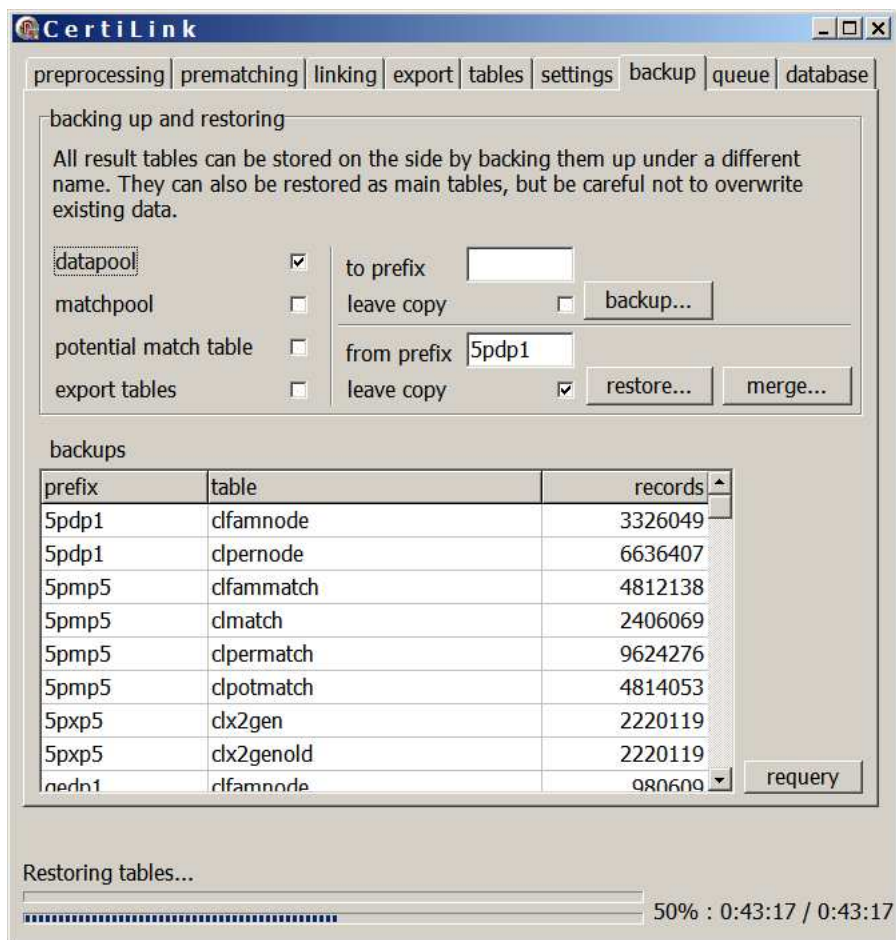 CertiLink
preprocessing prematching linking export tables settings backup queue database
backing up and restoring
All result tables can be stored on the side by backing them up under a different
name. They can also be restored as main tables, but be careful not to overwrite
existing data.
datapool
to prefix
matchpool
leave copy
backup...
potential match table
from prefix 5pdp1
export tables
leave copy
restore... merge...
backups
prefix table records
5pdp1 clfamnode 3326049
5pdp1 clpernode 6636407
5pmp5 clfammatch 4812138
5pmp5 clmatch 2406069
5pmp5 clpermatch 9624276
5pmp5 clpotmatch 4814053
5pxp5 clx2gen 2220119
5pxp5 clx2genold 2220119
qedp1 clfamnode 980609
requery
Restoring tables...
50% : 0:43:17 / 0:43:17